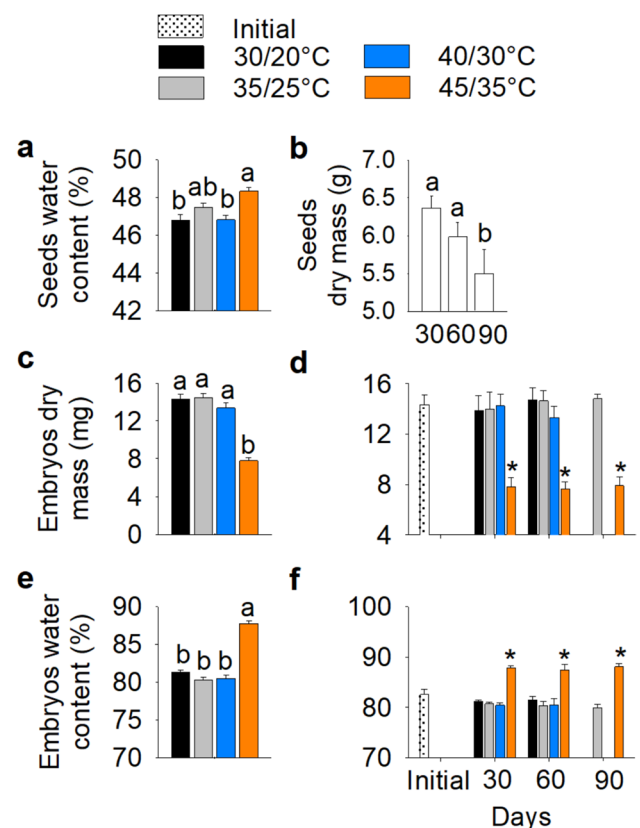 Initial
30/20°C 40/30°C
35/25°C 45/35°C
a
Seeds water
content (%)
50
48
46
44
42
b ab b a
b
Seeds
dry mass (g)
7.0
6.5
6.0
5.5
5.0
a a b
30 60 90
c
Embryos dry
mass (mg)
16
12
8
4
0
a a a b
d
16
12
8
4
* * *
e
Embryos water
content (%)
90
85
80
75
70
b b b a
f
100
90
80
70
* * *
Initial 30 60 90
Days